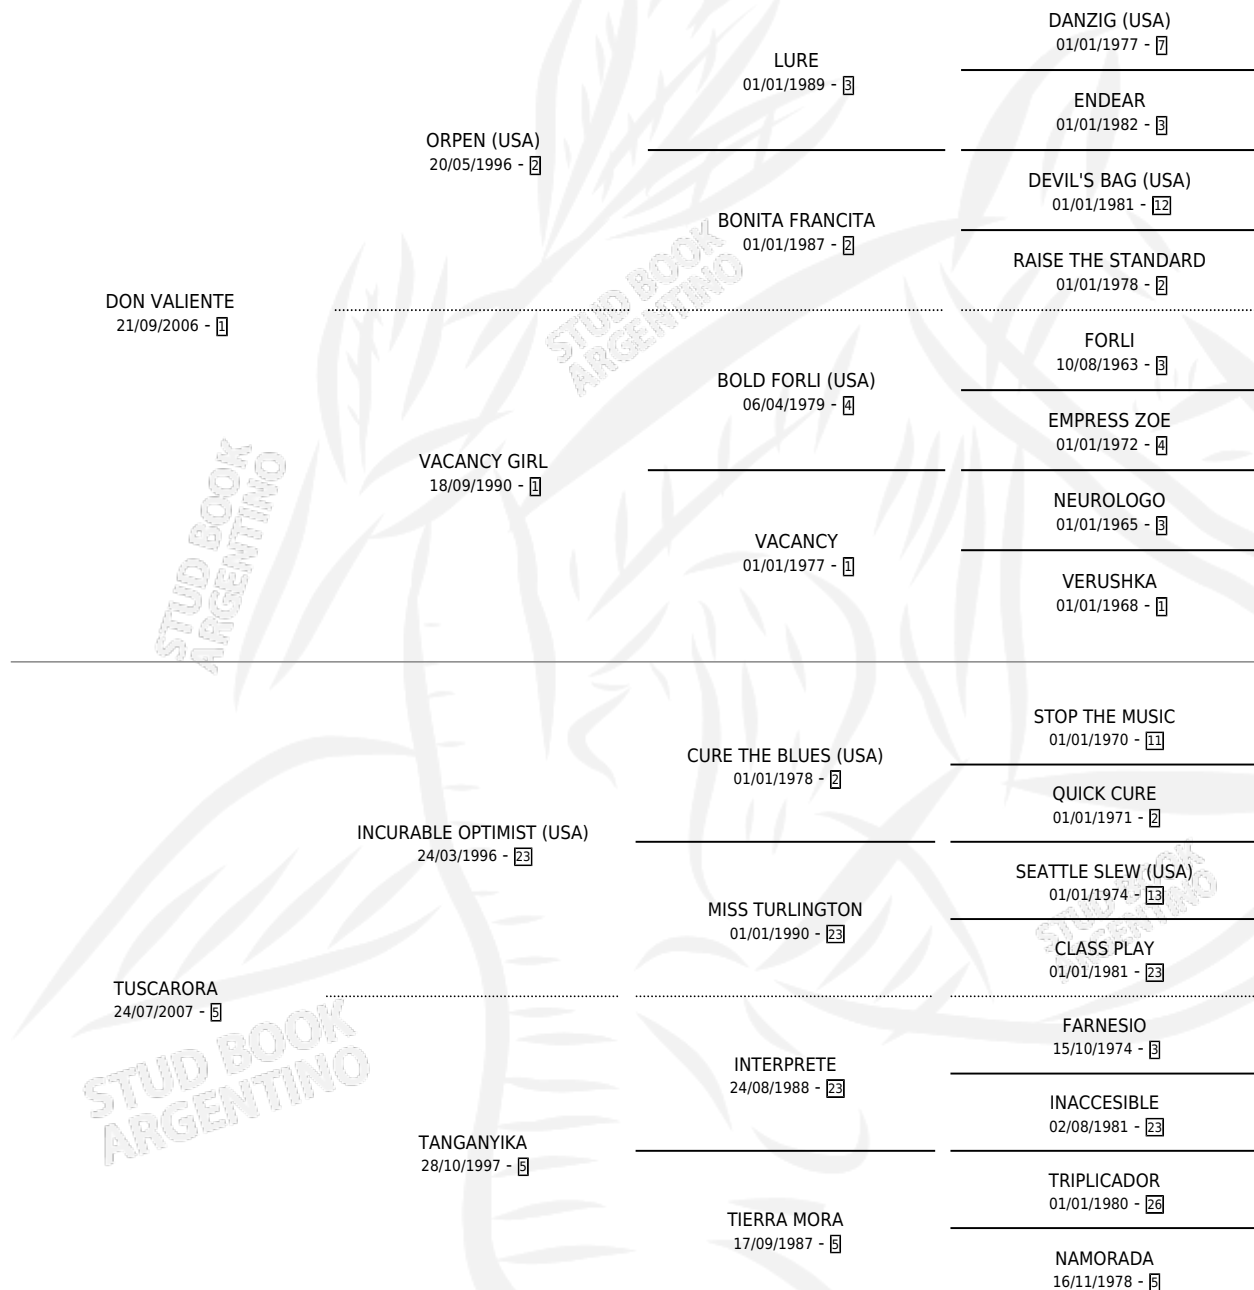 DANZIG (USA)
01/01/1977 - 7
LURE
01/01/1989 - 3
ENDEAR
01/01/1982 - 3
ORPEN (USA)
20/05/1996 - 2
DEVIL'S BAG (USA)
01/01/1981 - 12
BONITA FRANCITA
01/01/1987 - 2
RAISE THE STANDARD
01/01/1978 - 2
DON VALIENTE
21/09/2006 - 1
FORLI
10/08/1963 - 3
BOLD FORLI (USA)
06/04/1979 - 4
EMPRESS ZOE
01/01/1972 - 4
VACANCY GIRL
18/09/1990 - 1
NEUROLOGO
01/01/1965 - 3
VACANCY
01/01/1977 - 1
VERUSHKA
01/01/1968 - 1
STOP THE MUSIC
01/01/1970 - 11
CURE THE BLUES (USA)
01/01/1978 - 2
QUICK CURE
01/01/1971 - 2
INCURABLE OPTIMIST (USA)
24/03/1996 - 23
SEATTLE SLEW (USA)
01/01/1974 - 13
MISS TURLINGTON
01/01/1990 - 23
CLASS PLAY
01/01/1981 - 23
TUSCARORA
24/07/2007 - 5
FARNESIO
15/10/1974 - 3
INTERPRETE
24/08/1988 - 23
INACCESIBLE
02/08/1981 - 23
TANGANYIKA
28/10/1997 - 5
TRIPLICADOR
01/01/1980 - 26
TIERRA MORA
17/09/1987 - 5
NAMORADA
16/11/1978 - 5
STUD BOOK
ARGENTINO
STUD BOOK
ARGENTINO
STUD BOOK
ARGENTINO
STUD BOOK
ARGENTINO